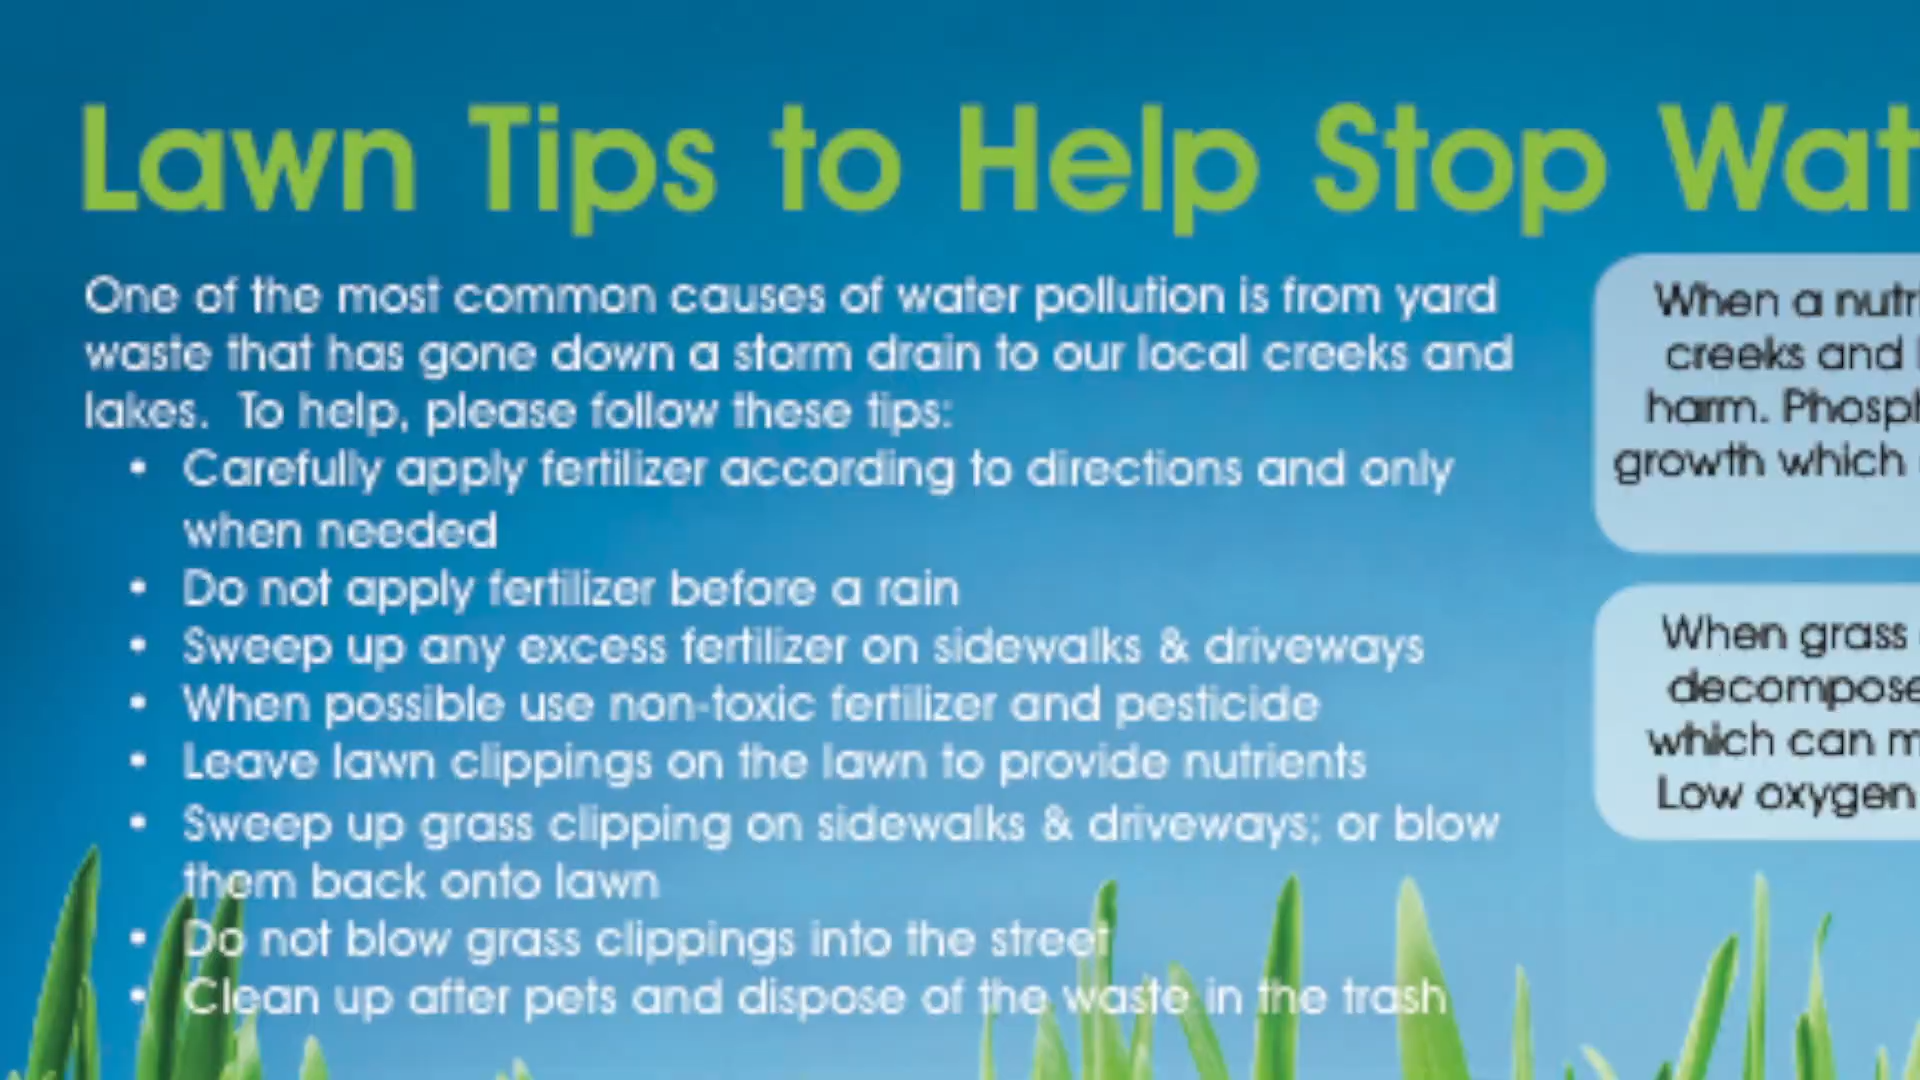 Lawn Tips to Help Stop Wat
One of the most common causes of water pollution is from yard
waste that has gone down a storm drain to our local creeks and
lakes.  To help, please follow these tips:
• Carefully apply fertilizer according to directions and only
when needed
• Do not apply fertilizer before a rain
• Sweep up any excess fertilizer on sidewalks & driveways
• When possible use non-toxic fertilizer and pesticide
• Leave lawn clippings on the lawn to provide nutrients
• Sweep up grass clipping on sidewalks & driveways; or blow
them back onto lawn
• Do not blow grass clippings into the street
• Clean up after pets and dispose of the waste in the trash
When a nutri
creeks and
harm. Phosph
growth which
When grass
decompose
which can m
Low oxygen